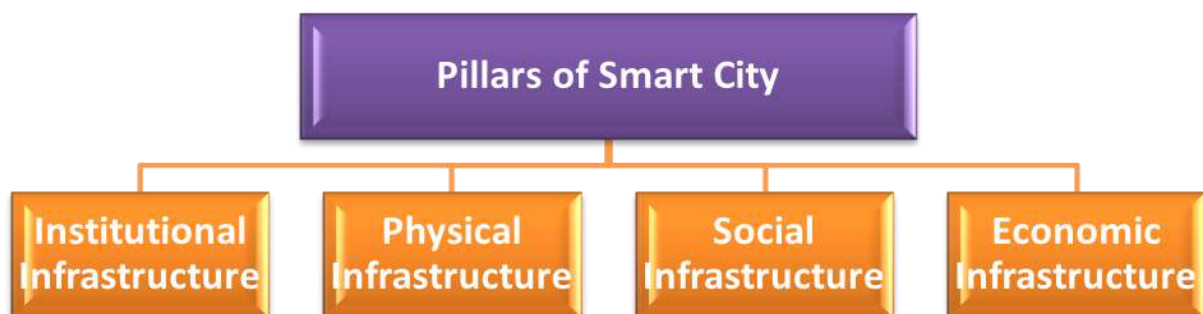 Pillars of Smart City
Institutional
Infrastructure
Physical
Infrastructure
Social
Infrastructure
Economic
Infrastructure